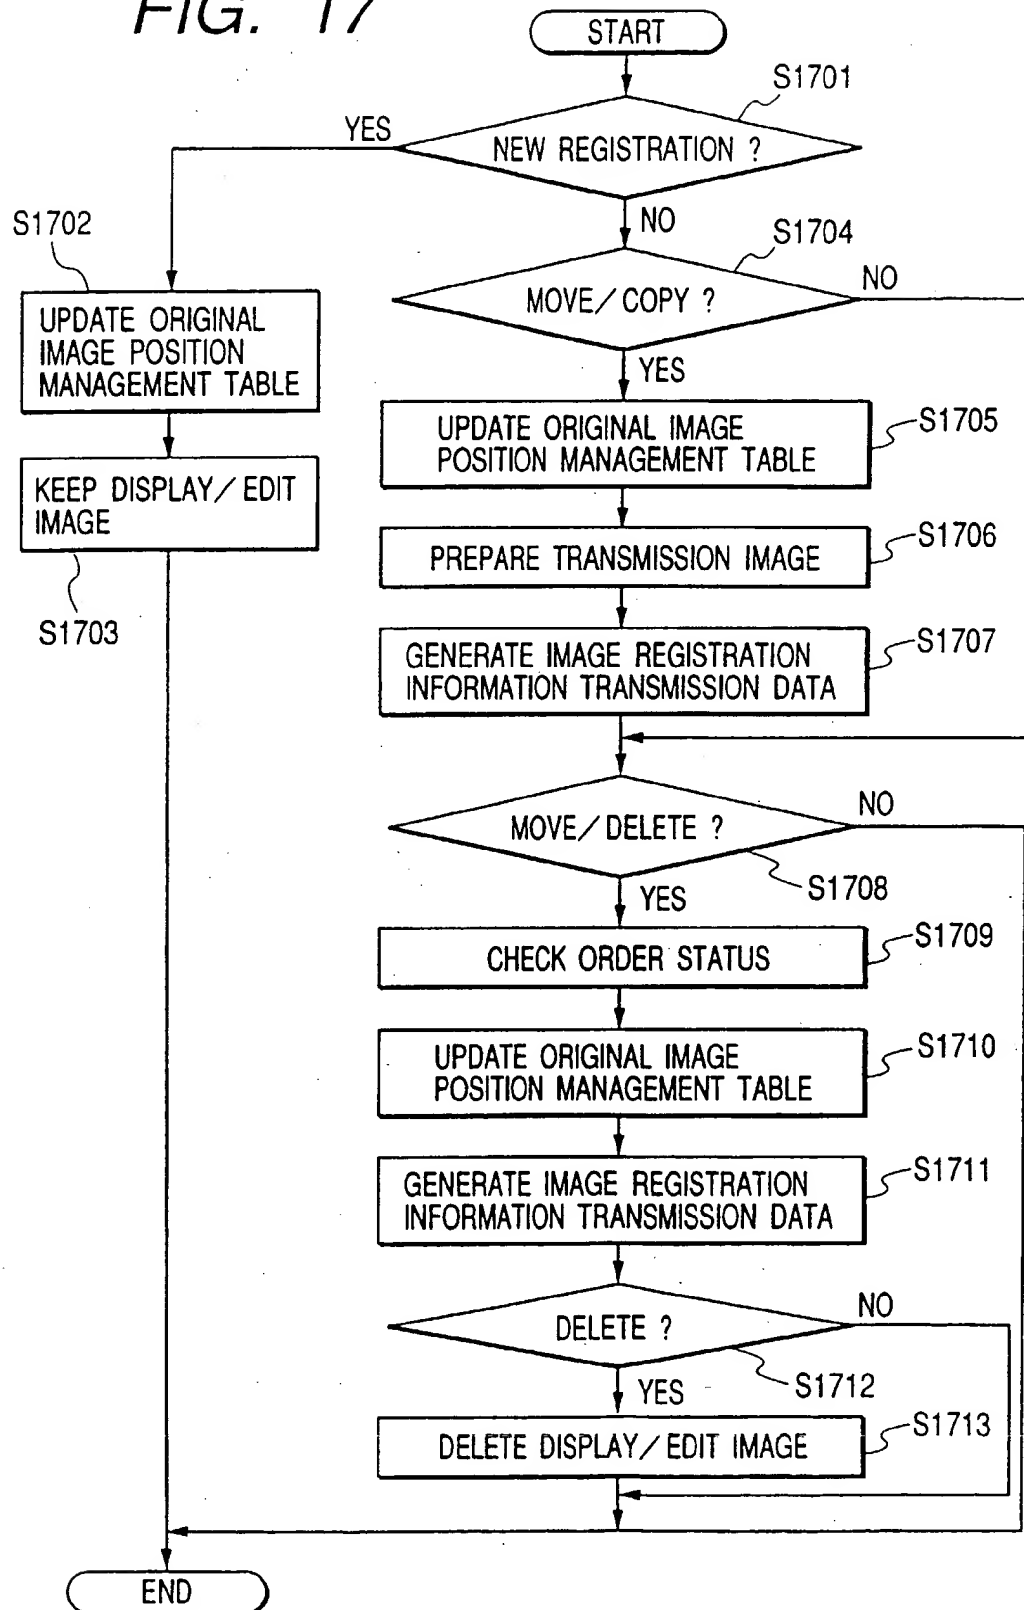 FIG. 17
START
S1701
YES
NEW REGISTRATION ?
NO
S1702
S1704
MOVE/COPY ?
NO
UPDATE ORIGINAL
IMAGE POSITION
MANAGEMENT TABLE
YES
UPDATE ORIGINAL IMAGE
POSITION MANAGEMENT TABLE
S1705
KEEP DISPLAY/EDIT
IMAGE
S1703
PREPARE TRANSMISSION IMAGE
S1706
GENERATE IMAGE REGISTRATION
INFORMATION TRANSMISSION DATA
S1707
MOVE/DELETE ?
NO
S1708
YES
CHECK ORDER STATUS
S1709
UPDATE ORIGINAL IMAGE
POSITION MANAGEMENT TABLE
S1710
GENERATE IMAGE REGISTRATION
INFORMATION TRANSMISSION DATA
S1711
DELETE ?
NO
S1712
YES
DELETE DISPLAY/EDIT IMAGE
S1713
END